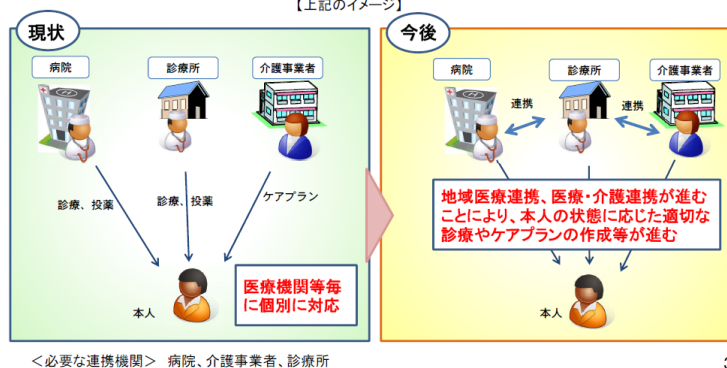 【上記のイメージ】
現状
病院
診療所
介護事業者
診療、投薬
診療、投薬
ケアプラン
本人
医療機関等毎
に個別に対応
今後
病院
診療所
介護事業者
連携
連携
地域医療連携、医療・介護連携が進む
ことにより、本人の状態に応じた適切な
診療やケアプランの作成等が進む
本人
＜必要な連携機関＞ 病院、介護事業者、診療所